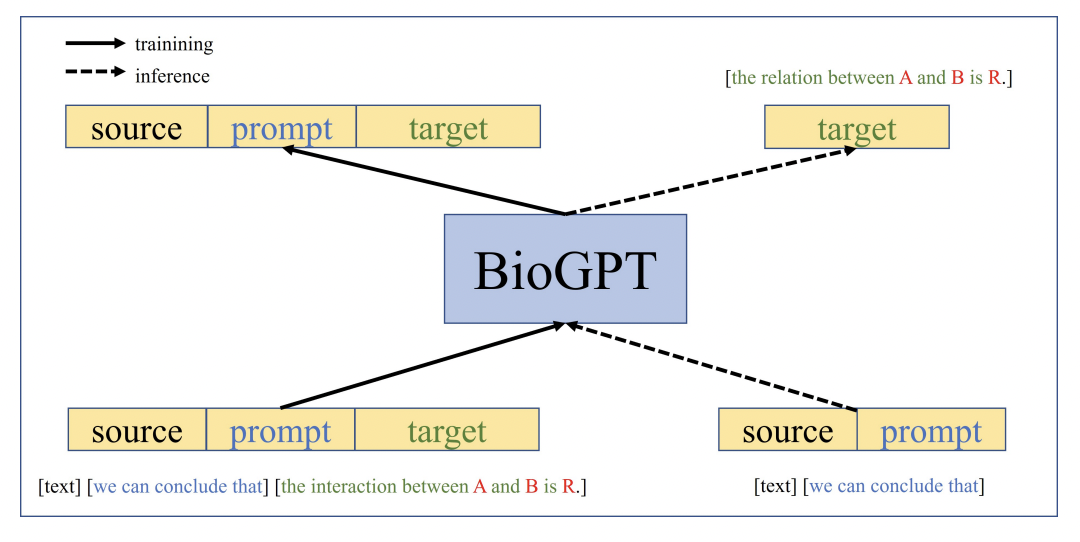 trainining
inference
[the relation between A and B is R.]
source prompt target
target
BioGPT
source prompt target
source prompt
[text] [we can conclude that] [the interaction between A and B is R.]
[text] [we can conclude that]